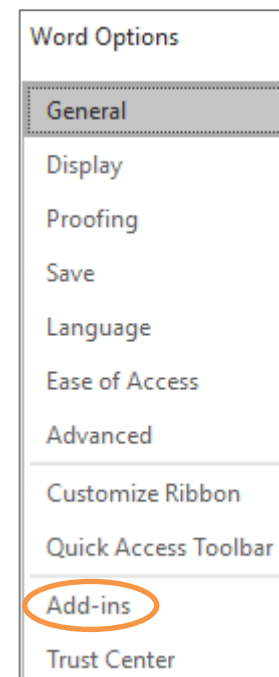 Word Options
General
Display
Proofing
Save
Language
Ease of Access
Advanced
Customize Ribbon
Quick Access Toolbar
Add-ins
Trust Center